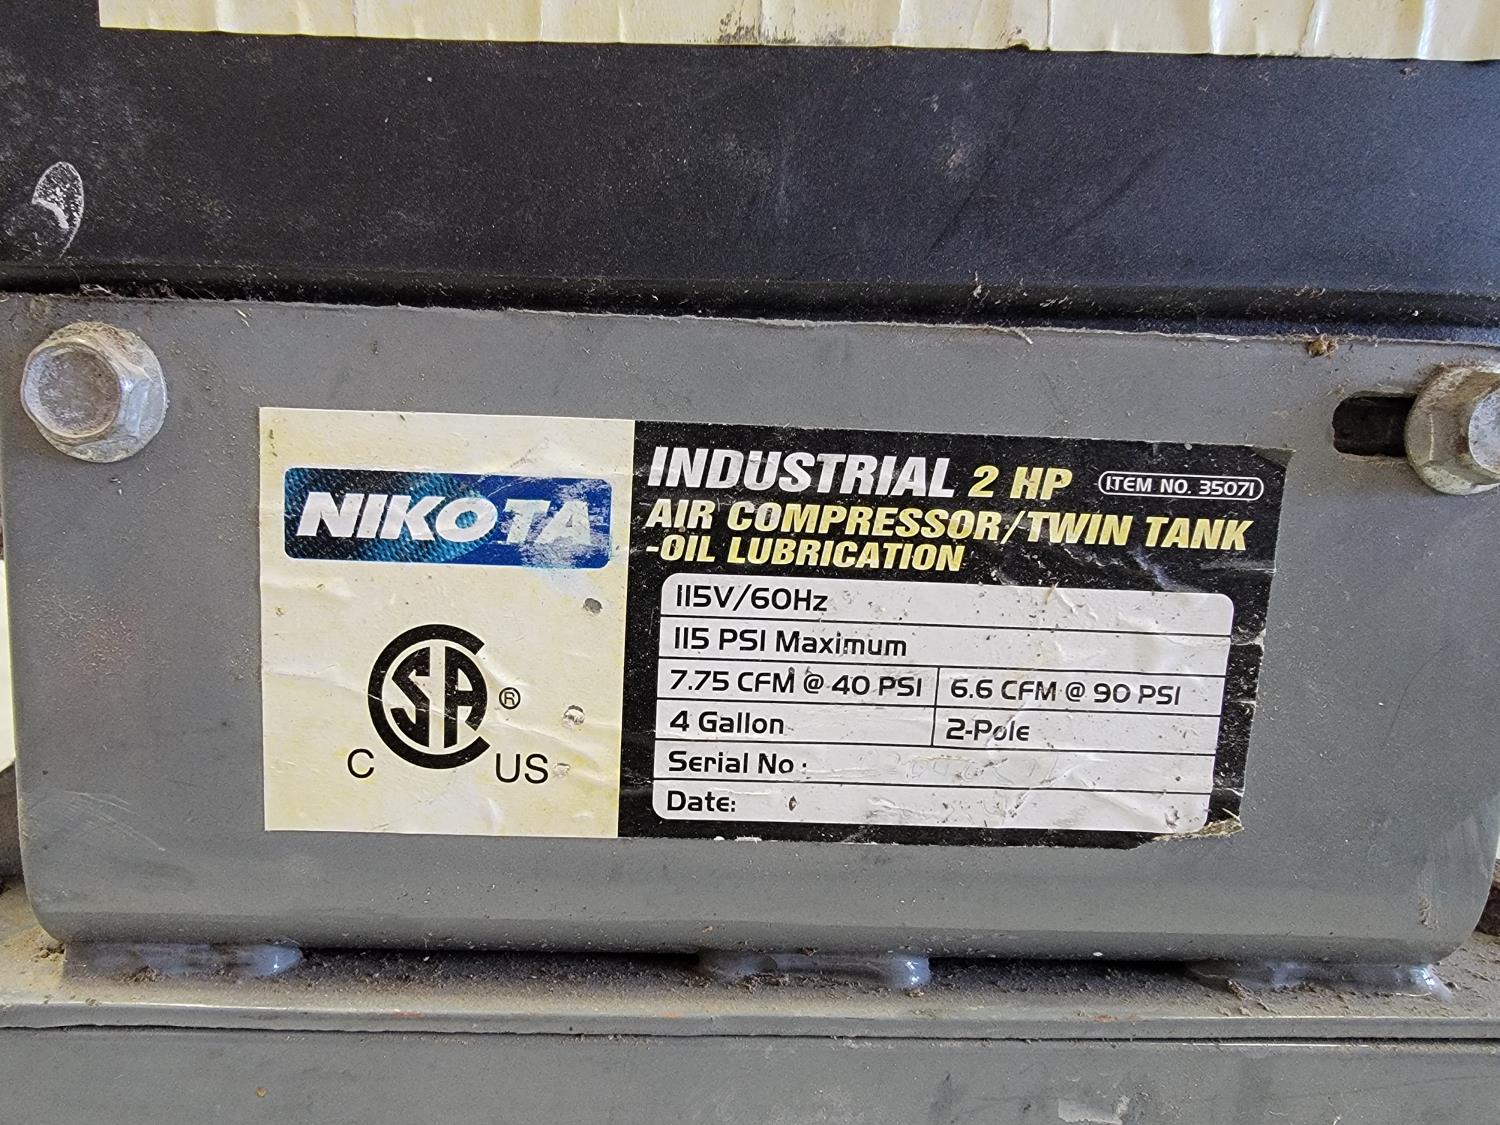 NIKOTA
CSA ®
C US
INDUSTRIAL 2 HP ITEM NO. 35071
AIR COMPRESSOR/TWIN TANK
-OIL LUBRICATION
115V/60Hz
115 PSI Maximum
7.75 CFM @ 40 PSI 6.6 CFM @ 90 PSI
4 Gallon 2-Pole
Serial No:
Date: